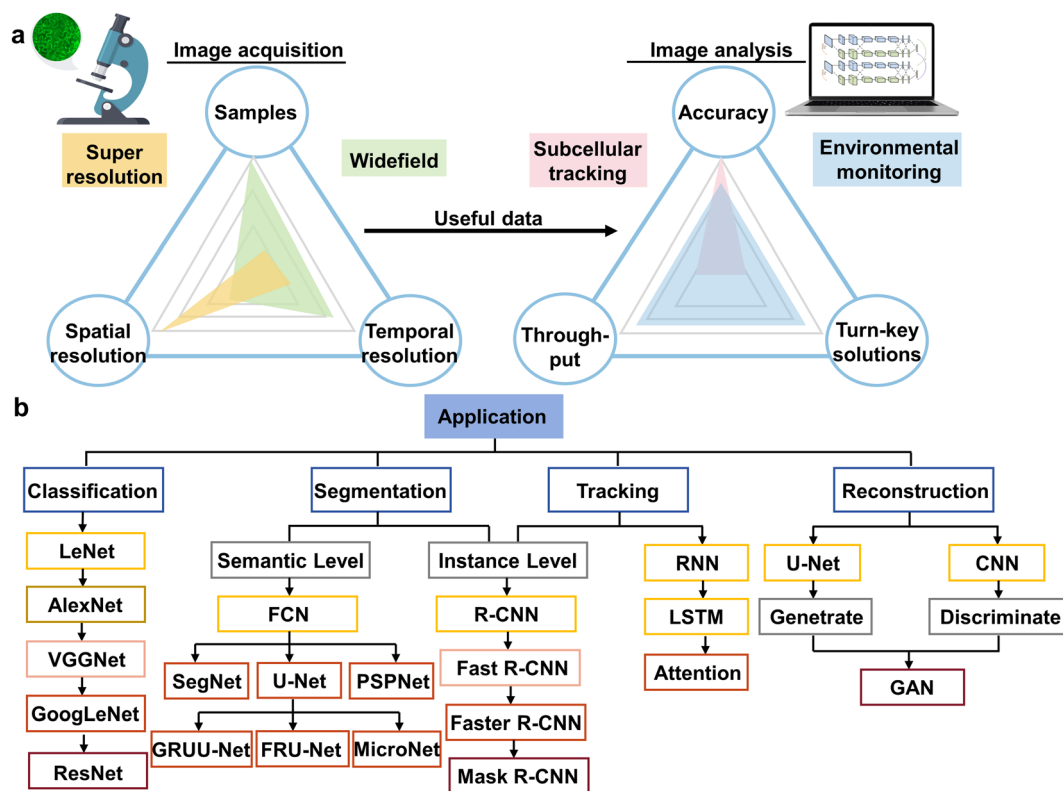 a
Image acquisition
Image analysis
Samples
Accuracy
Super
resolution
Widefield
Subcellular
tracking
Environmental
monitoring
Useful data
Spatial
resolution
Temporal
resolution
Through-
put
Turn-key
solutions
b
Application
Classification
Segmentation
Tracking
Reconstruction
LeNet
Semantic Level
Instance Level
RNN
U-Net
CNN
AlexNet
FCN
R-CNN
LSTM
Genetrate
Discriminate
VGGNet
SegNet
U-Net
PSPNet
Fast R-CNN
Attention
GAN
GoogLeNet
GRUU-Net
FRU-Net
MicroNet
Faster R-CNN
ResNet
Mask R-CNN